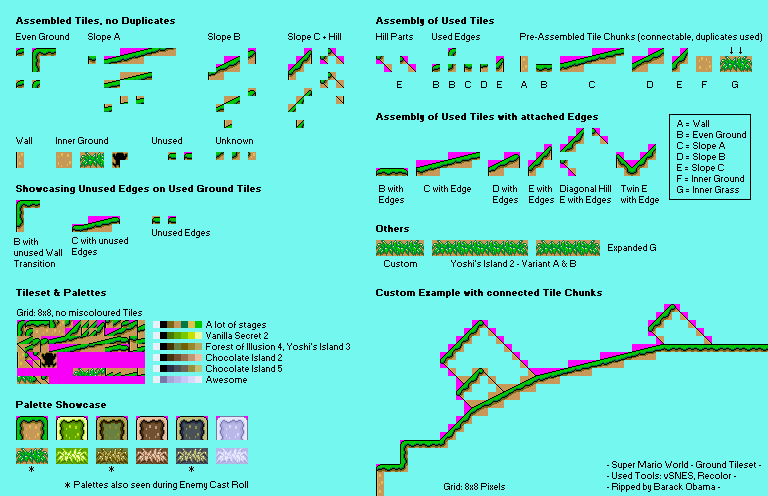 Assembled Tiles, no Duplicates
Even Ground
Slope A
Slope B
Slope C + Hill
Wall
Inner Ground
Unused
Unknown
Showcasing Unused Edges on Used Ground Tiles
B with
unused Wall
Transition
C with unused
Edges
Unused Edges
Tileset & Palettes
Grid: 8x8, no miscoloured Tiles
A lot of stages
Vanilla Secret 2
Forest of Illusion 4, Yoshi's Island 3
Chocolate Island 2
Chocolate Island 5
Awesome
Palette Showcase
* * *
* Palettes also seen during Enemy Cast Roll
Assembly of Used Tiles
Hill Parts
Used Edges
Pre-Assembled Tile Chunks (connectable, duplicates used)
↓ ↓
E B B C D E A B C D E F G
Assembly of Used Tiles with attached Edges
B with
Edges
C with Edge
D with
Edges
E with
Edges
Diagonal Hill
E with Edges
Twin E
with Edge
A = Wall
B = Even Ground
C = Slope A
D = Slope B
E = Slope C
F = Inner Ground
G = Inner Grass
Others
Custom
Yoshi's Island 2 - Variant A & B
Expanded G
Custom Example with connected Tile Chunks
Grid: 8x8 Pixels
- Super Mario World - Ground Tileset -
- Used Tools: vSNES, Recolor -
- Ripped by Barack Obama -